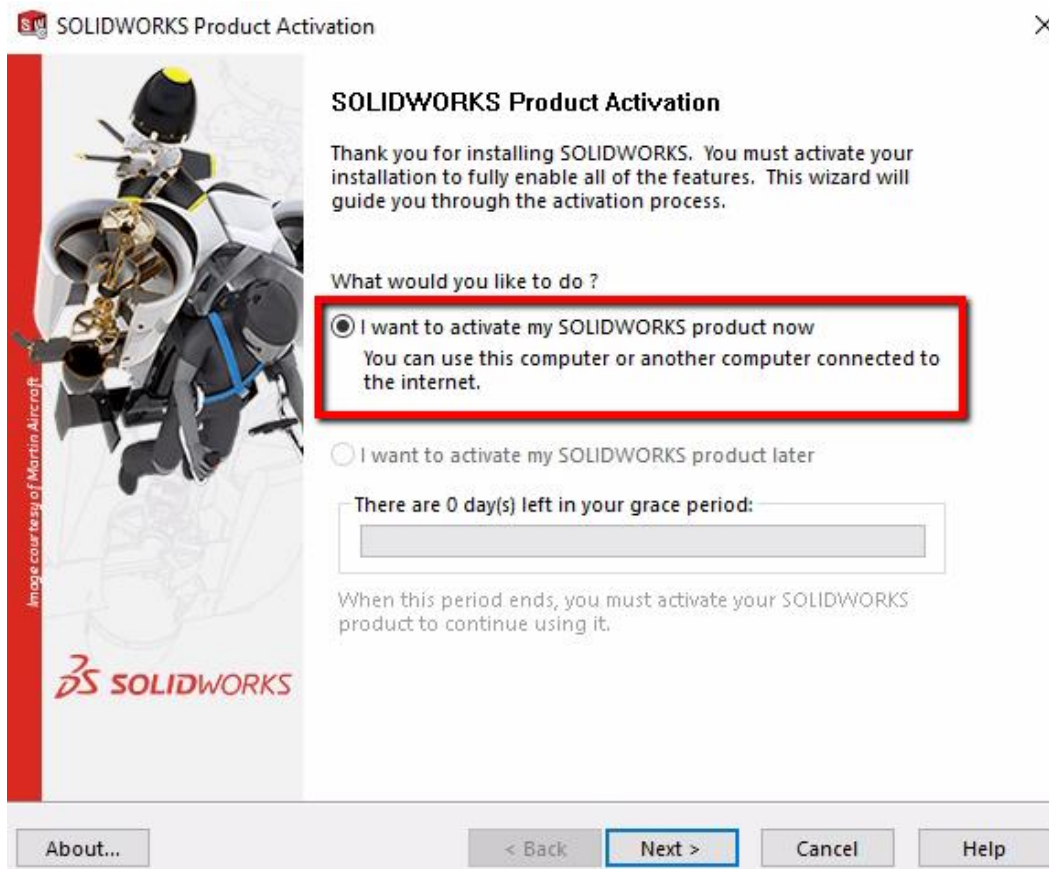 SW SOLIDWORKS Product Activation
SOLIDWORKS Product Activation
Thank you for installing SOLIDWORKS. You must activate your
installation to fully enable all of the features. This wizard will
guide you through the activation process.
What would you like to do ?
I want to activate my SOLIDWORKS product now
You can use this computer or another computer connected to
the internet.
I want to activate my SOLIDWORKS product later
There are 0 day(s) left in your grace period:
When this period ends, you must activate your SOLIDWORKS
product to continue using it.
Image courtesy of Martin Aircraft
3S SOLIDWORKS
About...
< Back
Next >
Cancel
Help